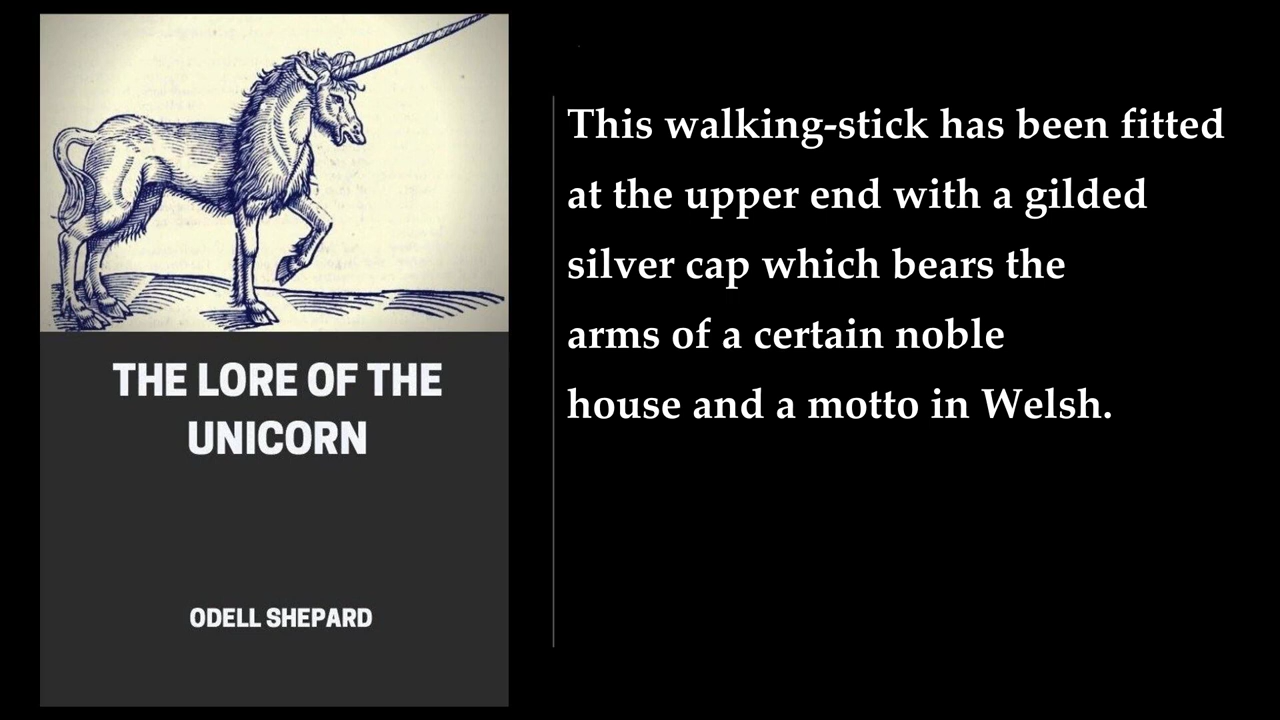 THE LORE OF THE
UNICORN
ODELL SHEPARD
This walking-stick has been fitted
at the upper end with a gilded
silver cap which bears the
arms of a certain noble
house and a motto in Welsh.